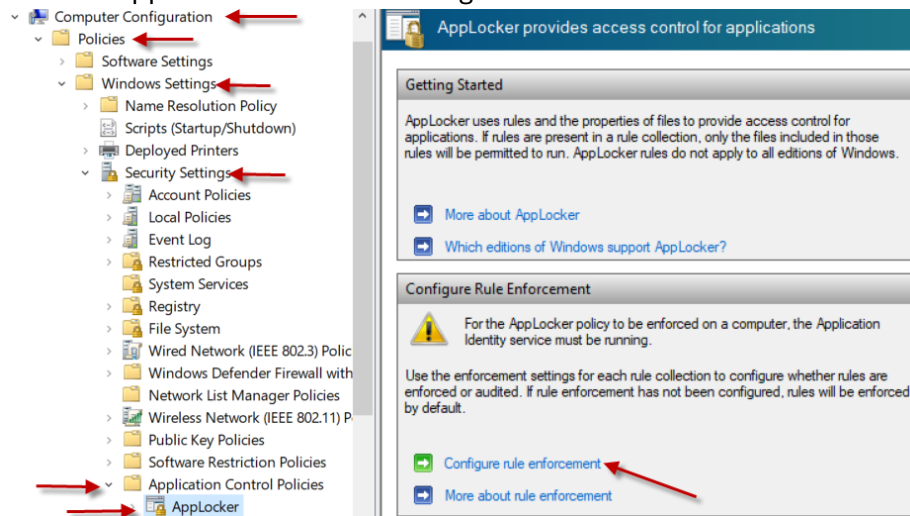 Computer Configuration
Policies
Software Settings
Windows Settings
Name Resolution Policy
Scripts (Startup/Shutdown)
Deployed Printers
Security Settings
Account Policies
Local Policies
Event Log
Restricted Groups
System Services
Registry
File System
Wired Network (IEEE 802.3) Polic
Windows Defender Firewall with
Network List Manager Policies
Wireless Network (IEEE 802.11) P
Public Key Policies
Software Restriction Policies
Application Control Policies
AppLocker
AppLocker provides access control for applications
Getting Started
AppLocker uses rules and the properties of files to provide access control for
applications. If rules are present in a rule collection, only the files included in those
rules will be permitted to run. AppLocker rules do not apply to all editions of Windows.
More about AppLocker
Which editions of Windows support AppLocker?
Configure Rule Enforcement
For the AppLocker policy to be enforced on a computer, the Application
Identity service must be running.
Use the enforcement settings for each rule collection to configure whether rules are
enforced or audited. If rule enforcement has not been configured, rules will be enforced
by default.
Configure rule enforcement
More about rule enforcement